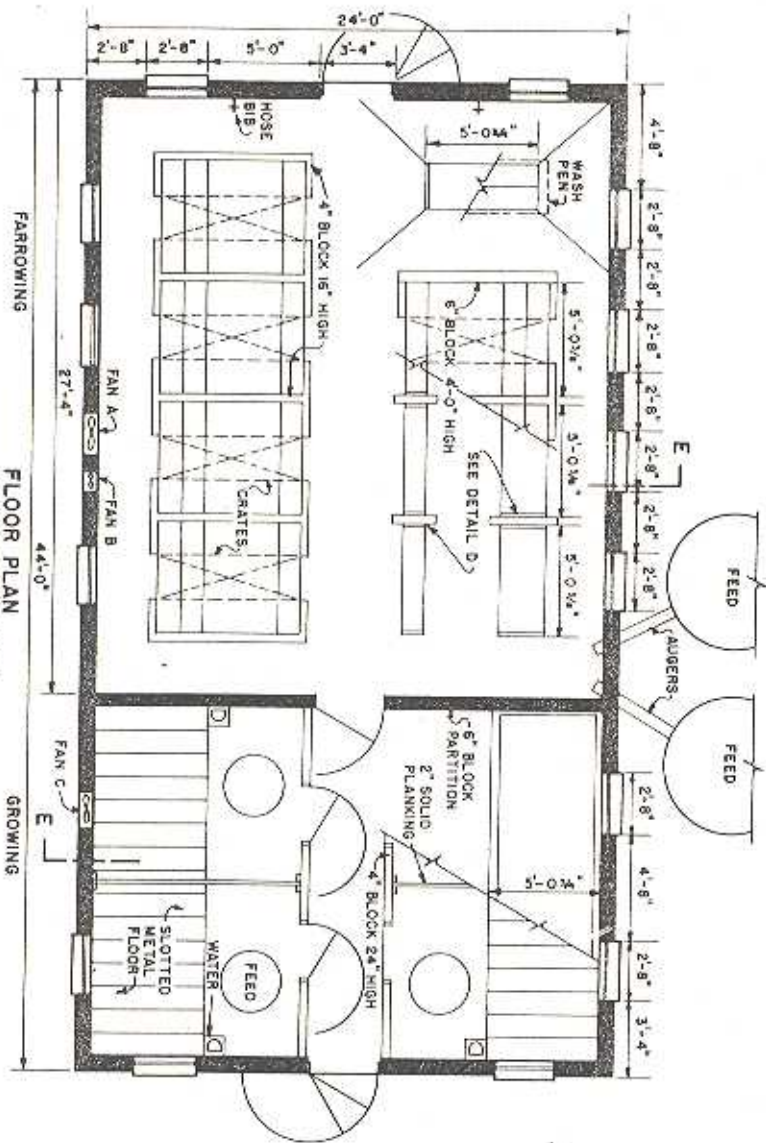 24'-0"
2'-8"
2'-8"
5'-0"
3'-4"
4'-8"
2'-8"
2'-8"
2'-8"
2'-8"
2'-8"
2'-8"
2'-8"
2'-8"
4'-8"
2'-8"
3'-4"
HOSE
BIB
5'-0¼"
WASH
PEN
4" BLOCK 16" HIGH
6" BLOCK 4'-0" HIGH
5'-0¼"
5'-0¼"
5'-0¼"
SEE DETAIL D
E
FEED
AUGERS
FEED
CRATES
FAN A
FAN B
FAN C
6" BLOCK
PARTITION
2" SOLID
PLANKING
4" BLOCK 24" HIGH
5'-0¼"
FEED
WATER
SLOTTED
METAL
FLOOR
E
27'-4"
44'-0"
FARROWING
GROWING
FLOOR PLAN